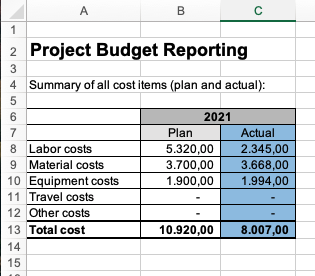 A B C
1
2 Project Budget Reporting
3
4 Summary of all cost items (plan and actual):
5
6 2021
7 Plan Actual
8 Labor costs 5.320,00 2.345,00
9 Material costs 3.700,00 3.668,00
10 Equipment costs 1.900,00 1.994,00
11 Travel costs - -
12 Other costs - -
13 Total cost 10.920,00 8.007,00
14
15